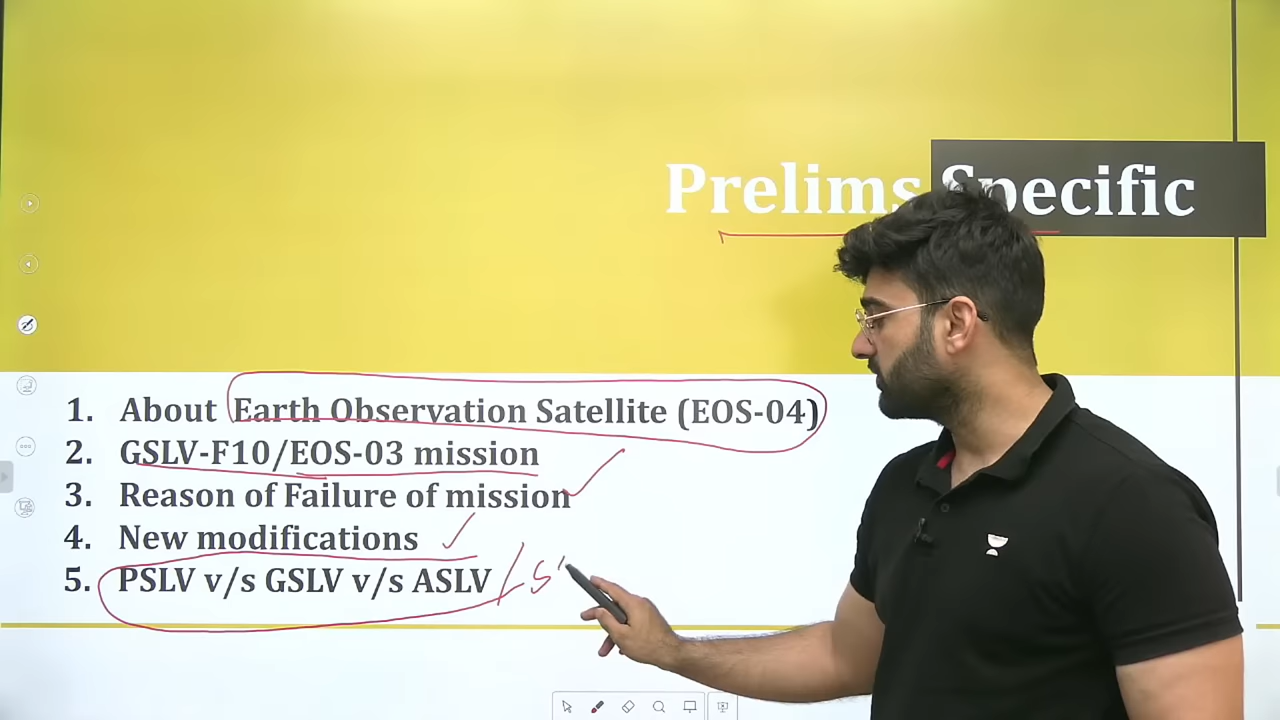 Prelims Specific
1. About Earth Observation Satellite (EOS-04)
2. GSLV-F10/EOS-03 mission
3. Reason of Failure of mission
4. New modifications
5. PSLV v/s GSLV v/s ASLV / S